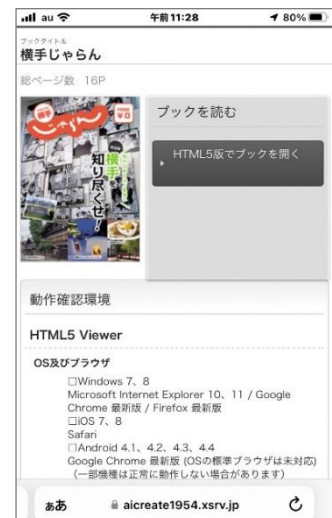 au
午前11:28
80%
ブックタイトル
横手じゃらん
総ページ数 16P
横手
じゃらん
FREE
¥0
横手を
知り尽くせ!
ブックを読む
HTML5版でブックを開く
動作確認環境
HTML5 Viewer
OS及びブラウザ
□Windows 7、8
Microsoft Internet Explorer 10、11 / Google
Chrome 最新版 / Firefox 最新版
□iOS 7、8
Safari
□Android 4.1、4.2、4.3、4.4
Google Chrome 最新版 (OSの標準ブラウザは未対応)
(一部機種は正常に動作しない場合があります)
ぁあ
aicreate1954.xsrv.jp